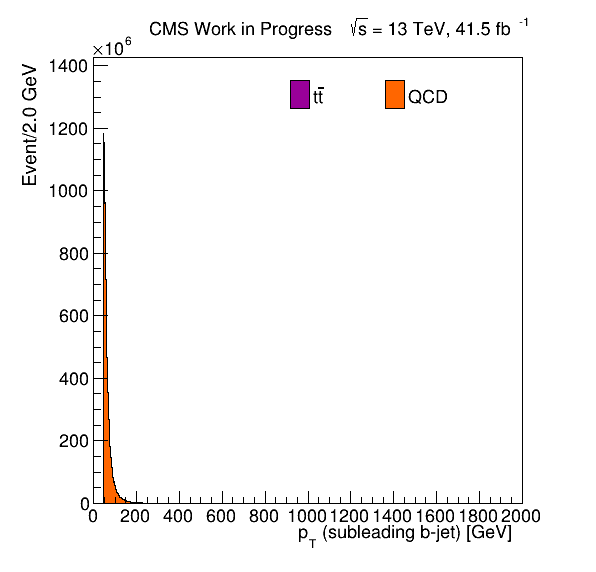 CMS Work in Progress √s = 13 TeV, 41.5 fb⁻¹
×10⁶
Event/2.0 GeV
1400
1200
1000
800
600
400
200
0
tt̄
QCD
0 200 400 600 800 1000 1200 1400 1600 1800 2000
p_T (subleading b-jet) [GeV]